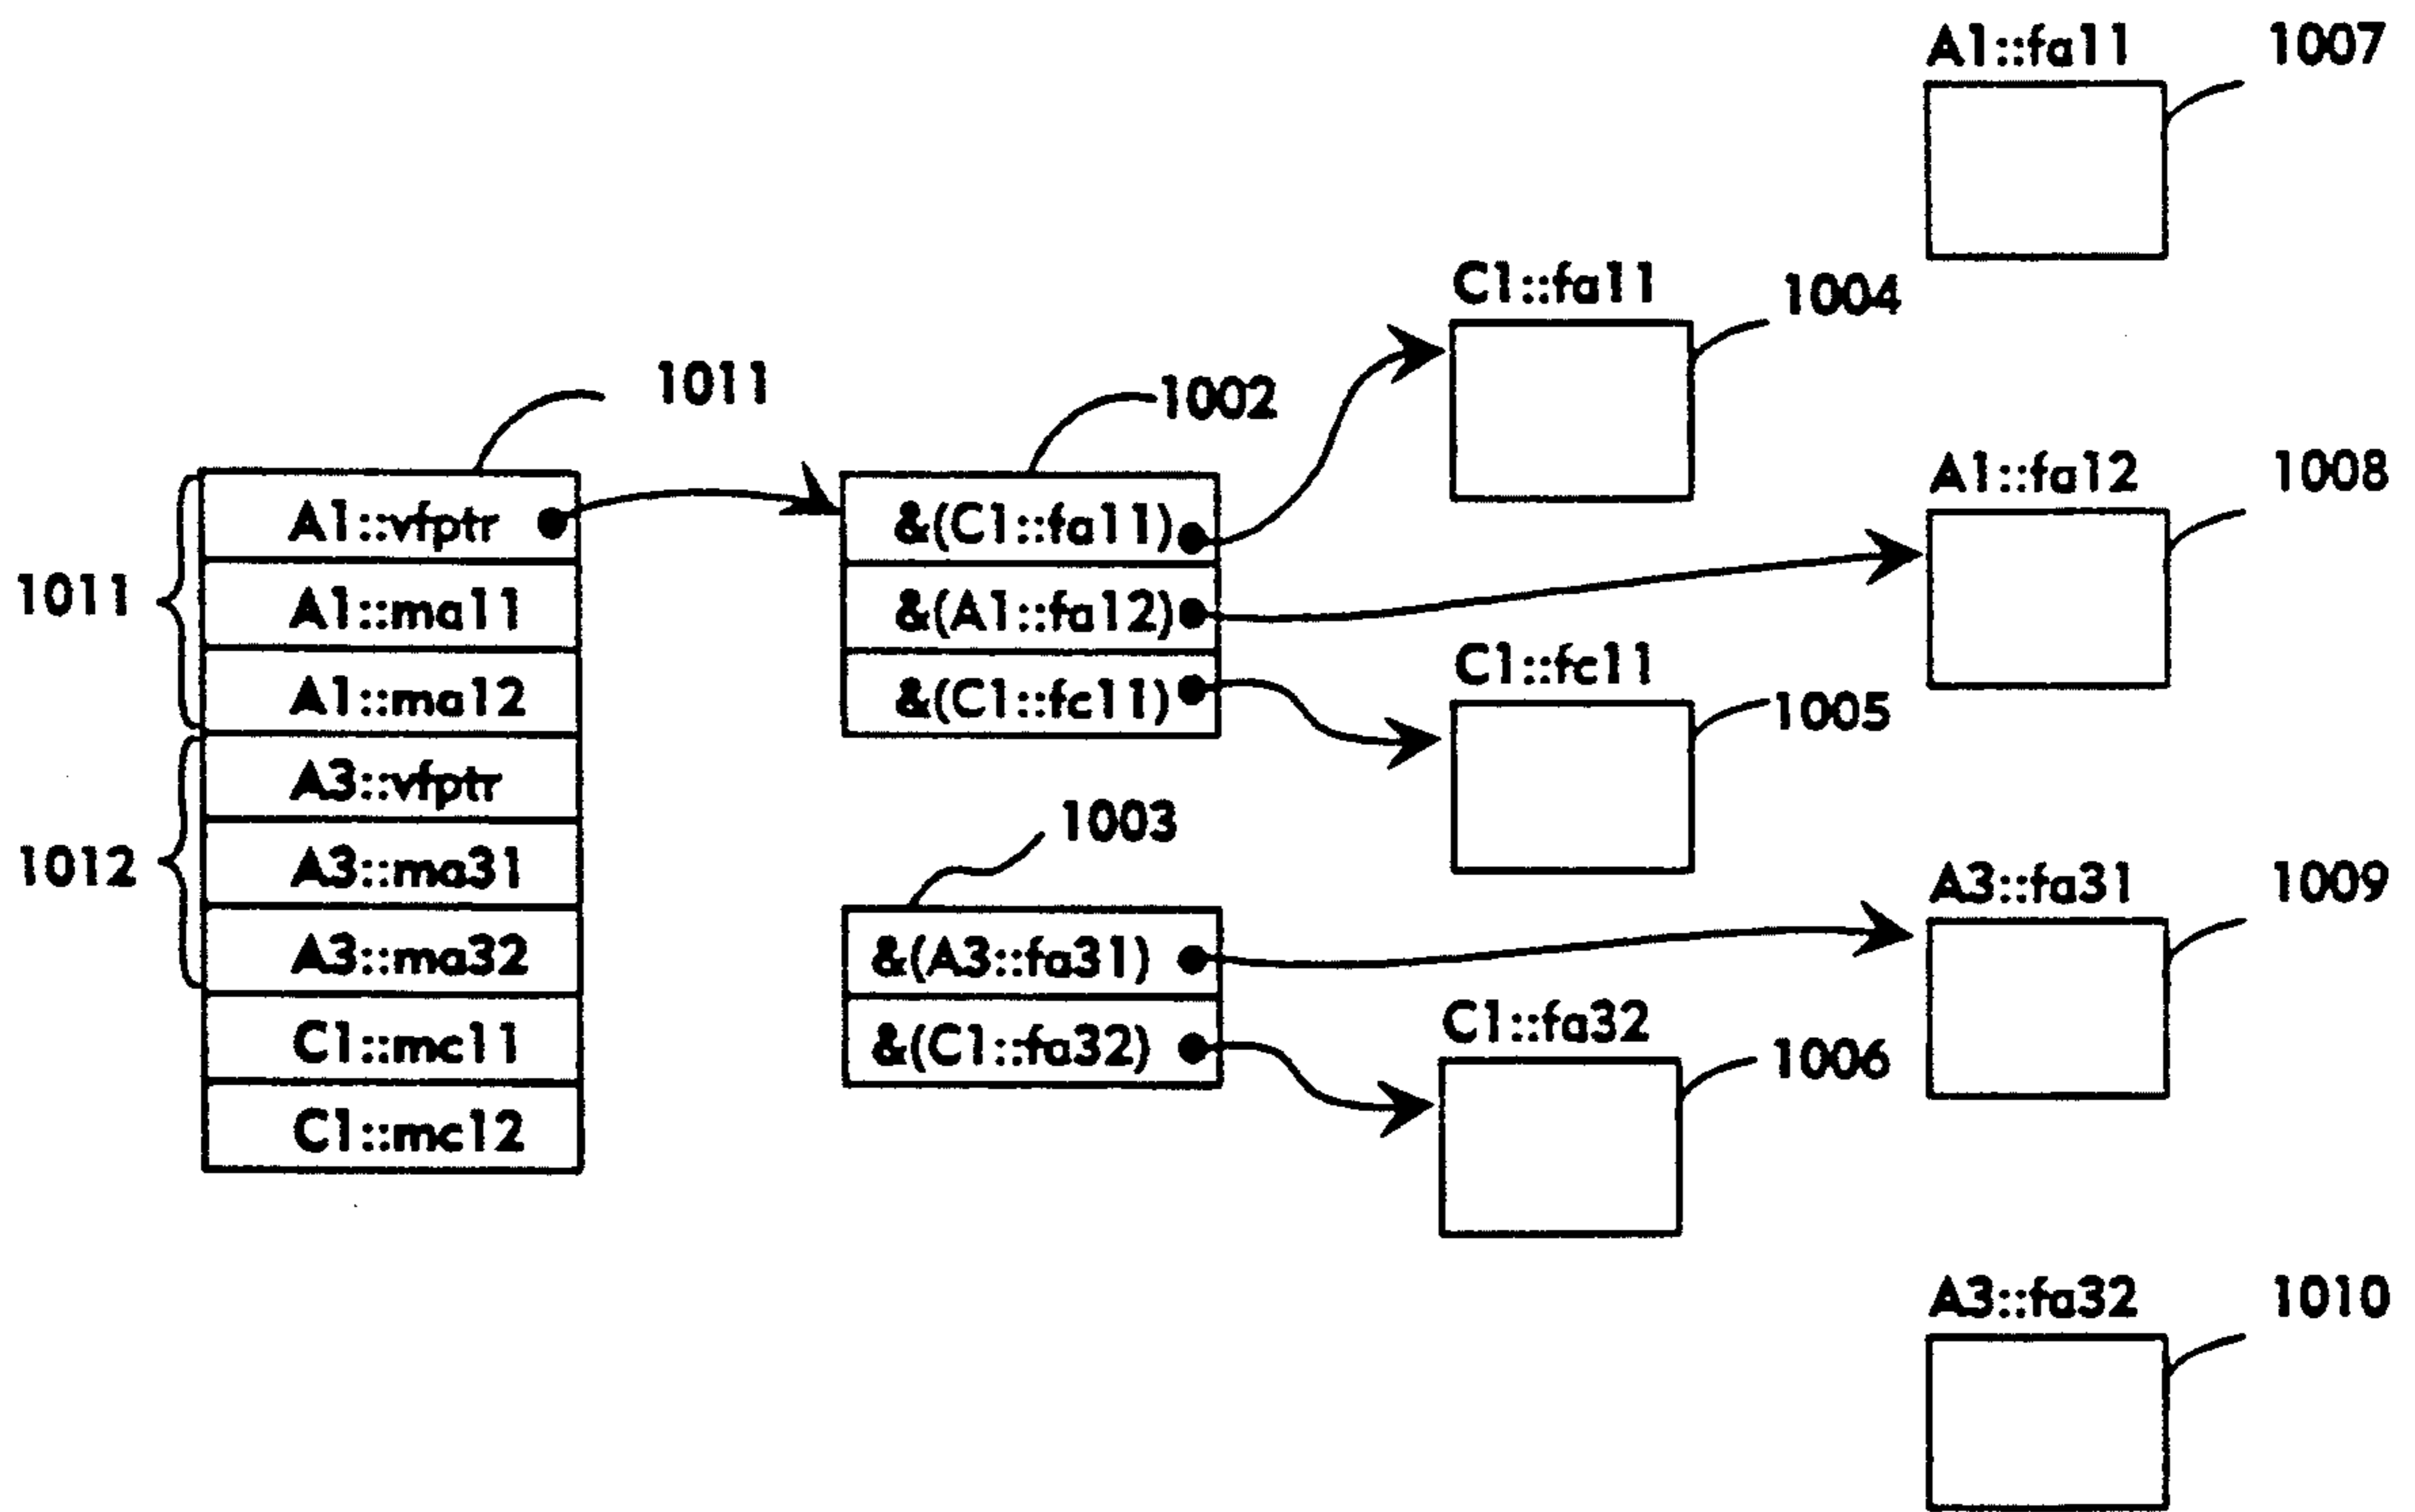 A1::fa11
1007
C1::fa11
1004
1011
1002
A1::fa12
1008
A1::vfptr
&(C1::fa11)
1011
A1::ma11
&(A1::fa12)
C1::fc11
1005
A1::ma12
&(C1::fc11)
A3::vfptr
1003
1012
A3::ma31
A3::fa31
1009
A3::ma32
&(A3::fa31)
C1::fa32
1006
C1::mc11
&(C1::fa32)
C1::mc12
A3::fa32
1010